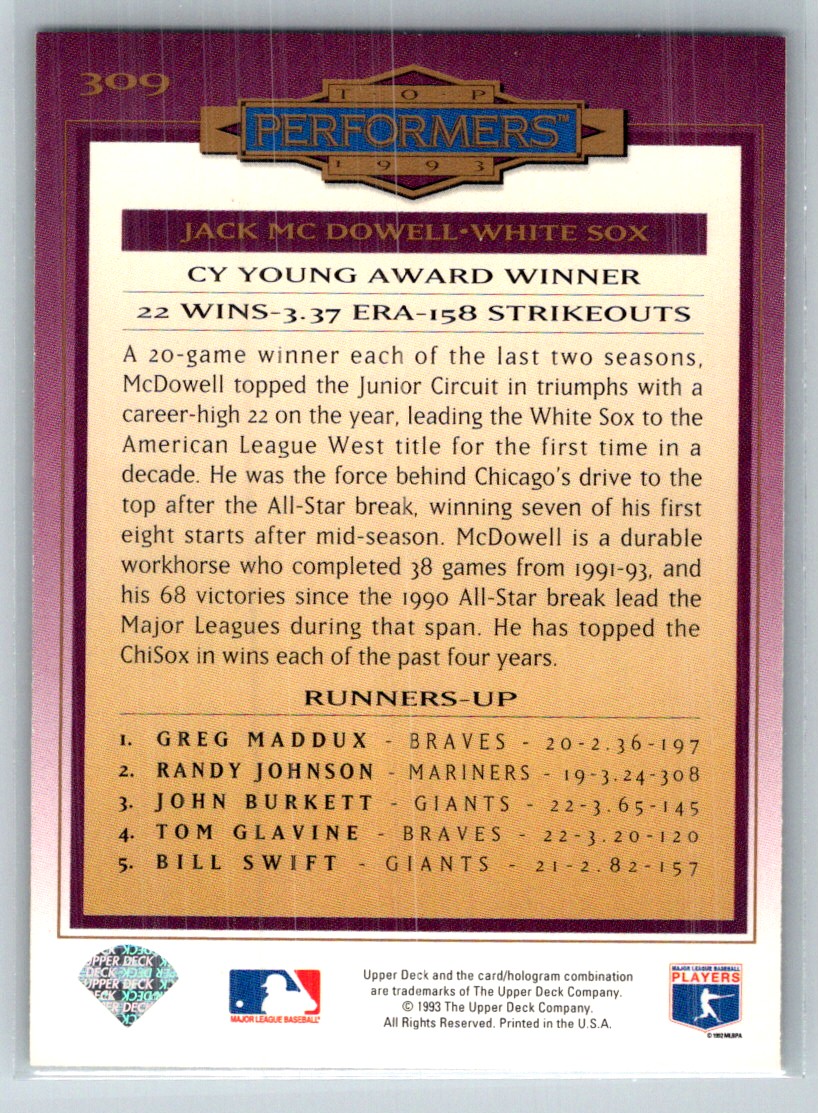 309
TOP
PERFORMERS™
1993
JACK MC DOWELL•WHITE SOX
CY YOUNG AWARD WINNER
22 WINS-3.37 ERA-158 STRIKEOUTS
A 20-game winner each of the last two seasons,
McDowell topped the Junior Circuit in triumphs with a
career-high 22 on the year, leading the White Sox to the
American League West title for the first time in a
decade. He was the force behind Chicago's drive to the
top after the All-Star break, winning seven of his first
eight starts after mid-season. McDowell is a durable
workhorse who completed 38 games from 1991-93, and
his 68 victories since the 1990 All-Star break lead the
Major Leagues during that span. He has topped the
ChiSox in wins each of the past four years.
RUNNERS-UP
1. GREG MADDUX - BRAVES - 20-2.36-197
2. RANDY JOHNSON - MARINERS - 19-3.24-308
3. JOHN BURKETT - GIANTS - 22-3.65-145
4. TOM GLAVINE - BRAVES - 22-3.20-120
5. BILL SWIFT - GIANTS - 21-2.82-157
UPPER DECK
DECK
UPPER DECK
DECK
MAJOR LEAGUE BASEBALL
Upper Deck and the card/hologram combination
are trademarks of The Upper Deck Company.
© 1993 The Upper Deck Company.
All Rights Reserved. Printed in the U.S.A.
MAJOR LEAGUE BASEBALL
PLAYERS
© 1992 MLBPA